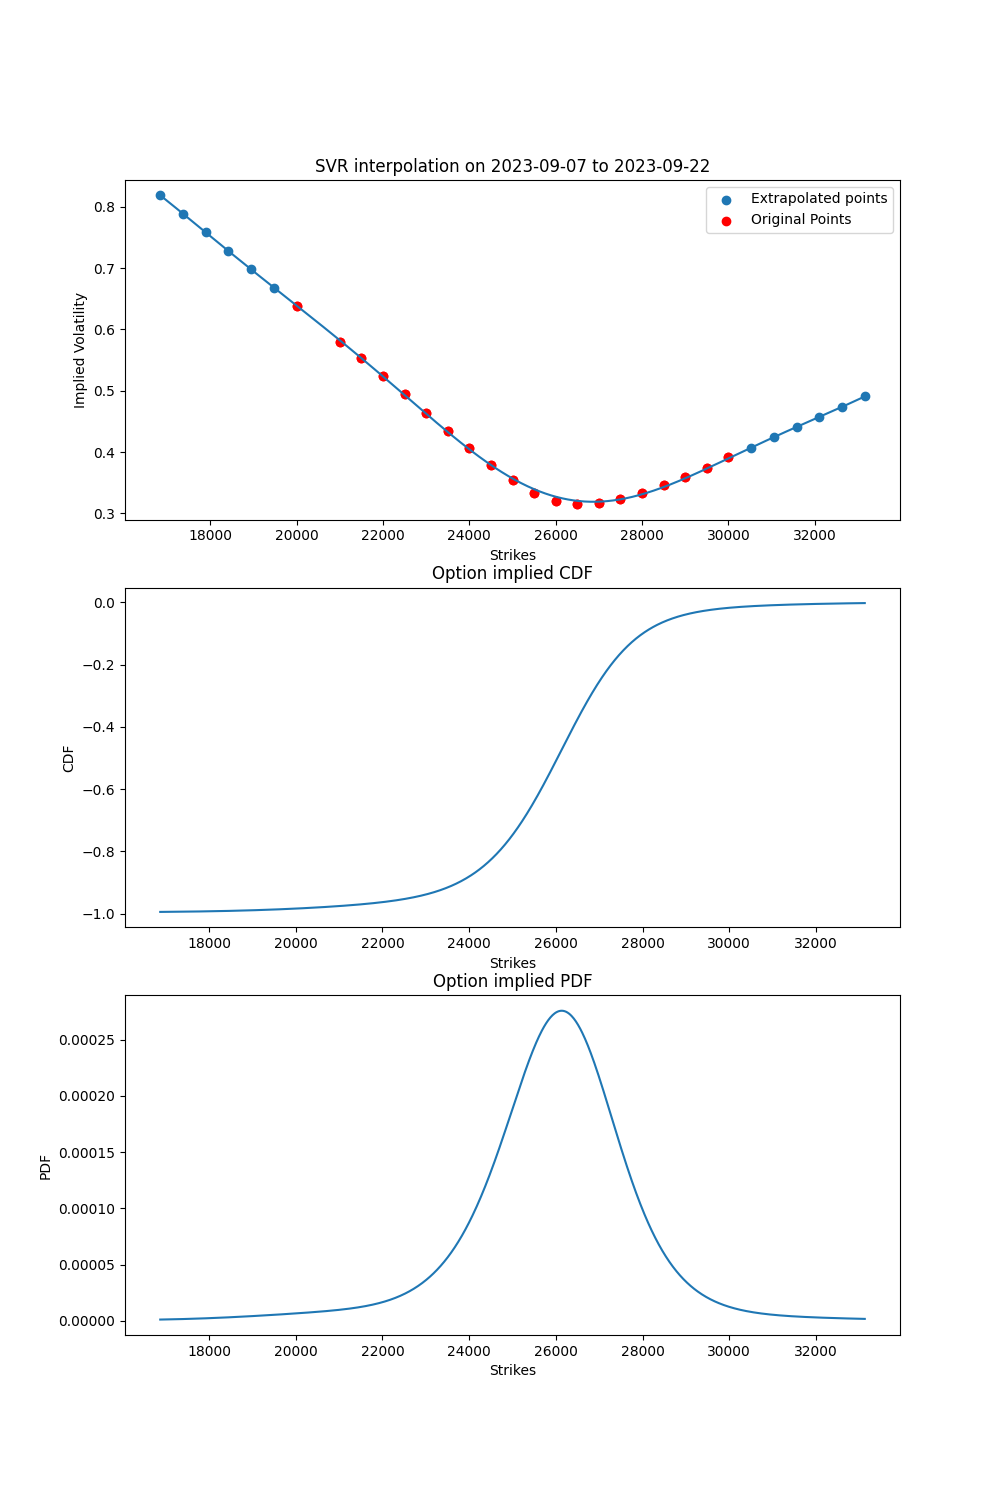 SVR interpolation on 2023-09-07 to 2023-09-22
Extrapolated points
Original Points
Implied Volatility
0.8
0.7
0.6
0.5
0.4
0.3
18000 20000 22000 24000 26000 28000 30000 32000
Strikes
Option implied CDF
CDF
0.0
−0.2
−0.4
−0.6
−0.8
−1.0
18000 20000 22000 24000 26000 28000 30000 32000
Strikes
Option implied PDF
PDF
0.00025
0.00020
0.00015
0.00010
0.00005
0.00000
18000 20000 22000 24000 26000 28000 30000 32000
Strikes